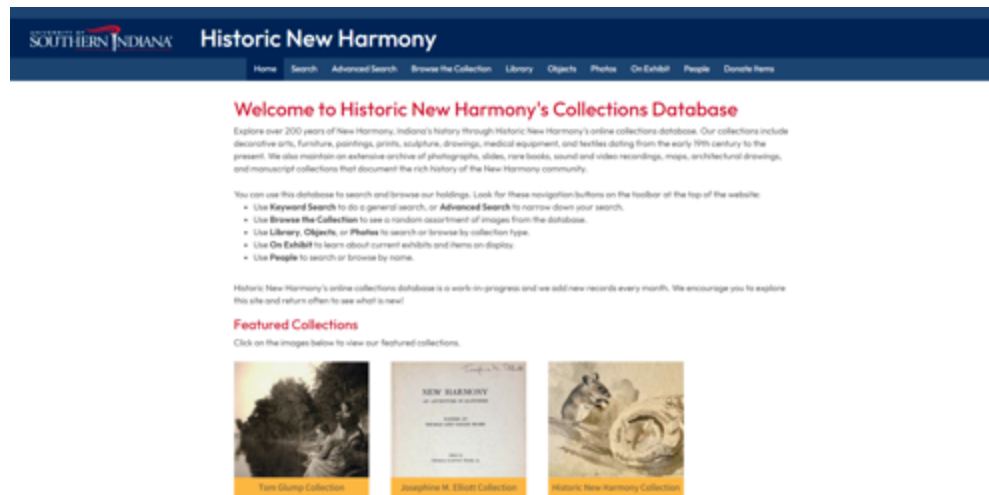 UNIVERSITY OF
SOUTHERN INDIANA
Historic New Harmony
Home Search Advanced Search Browse the Collection Library Objects Photos On Exhibit People Donate Items
Welcome to Historic New Harmony's Collections Database
Explore over 200 years of New Harmony, Indiana's history through Historic New Harmony's online collections database. Our collections include
decorative arts, furniture, paintings, prints, sculpture, drawings, medical equipment, and textiles dating from the early 19th century to the
present. We also maintain an extensive archive of photographs, slides, rare books, sound and video recordings, maps, architectural drawings,
and manuscript collections that document the rich history of the New Harmony community.
You can use this database to search and browse our holdings. Look for these navigation buttons on the toolbar at the top of the website:
• Use Keyword Search to do a general search, or Advanced Search to narrow down your search.
• Use Browse the Collection to see a random assortment of images from the database.
• Use Library, Objects, or Photos to search or browse by collection type.
• Use On Exhibit to learn about current exhibits and items on display.
• Use People to search or browse by name.
Historic New Harmony's online collections database is a work-in-progress and we add new records every month. We encourage you to explore
this site and return often to see what is new!
Featured Collections
Click on the images below to view our featured collections.
NEW HARMONY
Tom Glump Collection
Josephine M. Elliott Collection
Historic New Harmony Collection